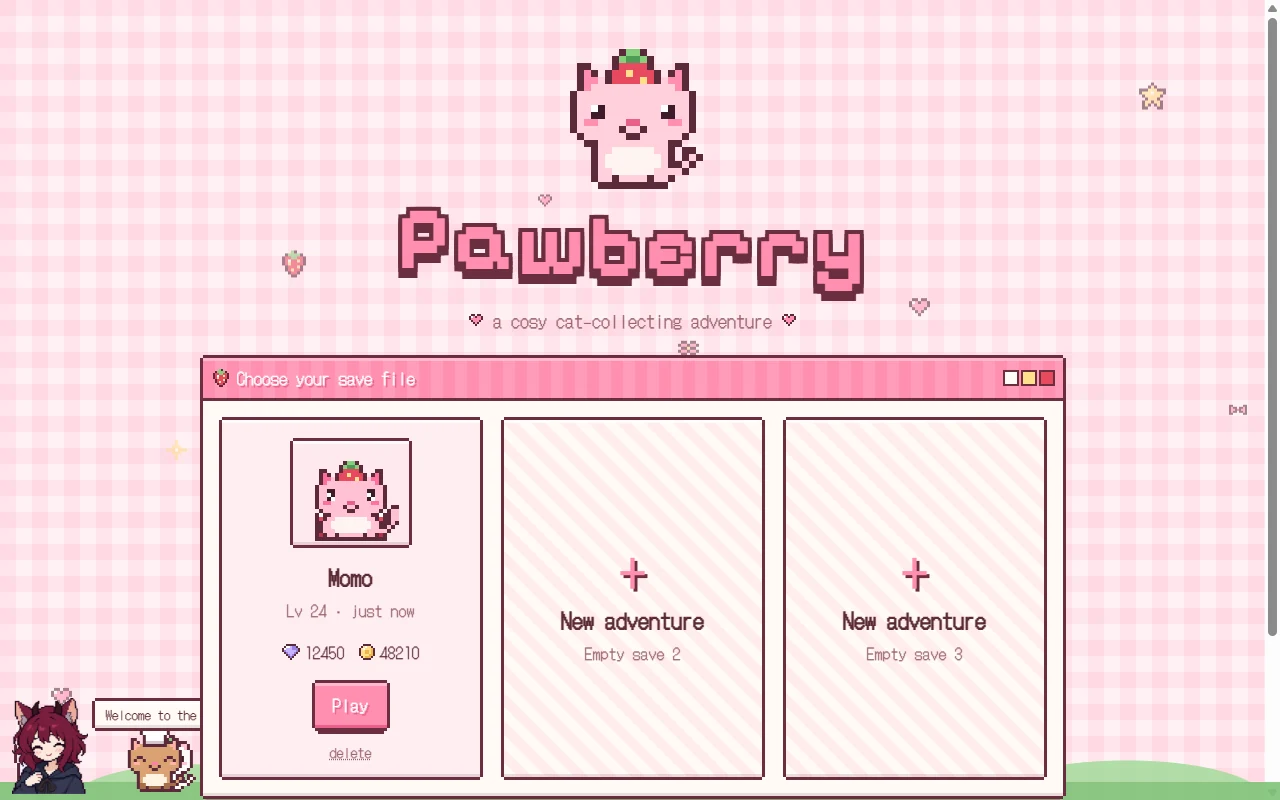 Pawberry
a cosy cat-collecting adventure
Choose your save file
Momo
Lv 24 · just now
12450 48210
Play
delete
New adventure
Empty save 2
New adventure
Empty save 3
Welcome to the